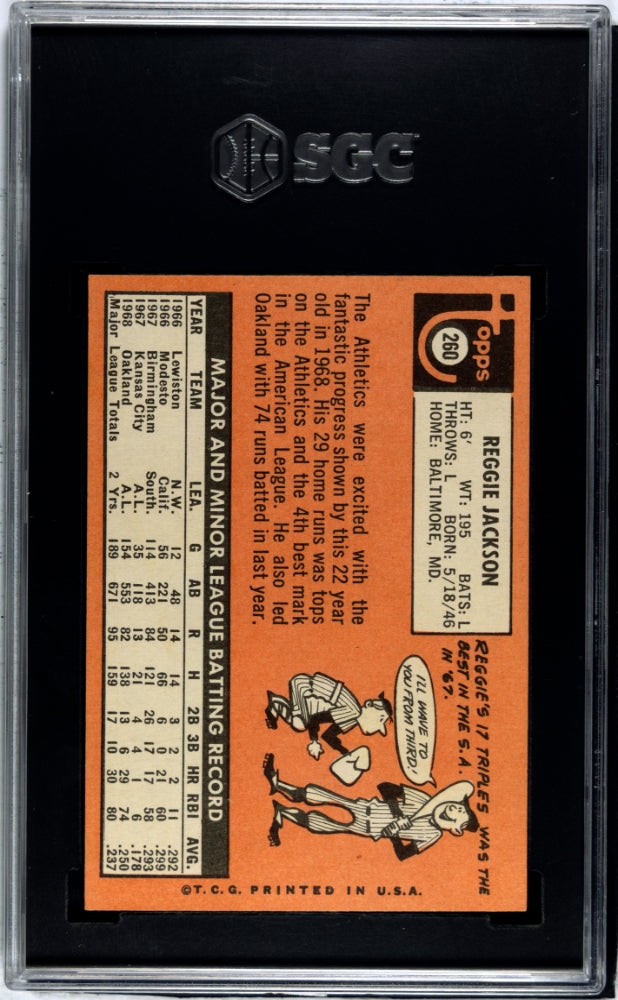 SGC
Topps
260
REGGIE JACKSON
HT: 6' WT: 195 BATS: L
THROWS: L BORN: 5/18/46
HOME: BALTIMORE, MD.
The Athletics were excited with the
fantastic progress shown by this 22 year
old in 1968. His 29 home runs was tops
on the Athletics and the 4th best mark
in the American League. He also led
Oakland with 74 runs batted in last year.
REGGIE'S 17 TRIPLES WAS THE
BEST IN THE S.A.
IN '67.
I'LL WAVE TO
YOU FROM THIRD!
MAJOR AND MINOR LEAGUE BATTING RECORD
YEAR TEAM LEA. G AB R H 2B 3B HR RBI AVG.
1966 Lewiston N.W. 12 48 14 14 3 2 2 11 .292
1966 Modesto Calif. 56 221 50 66 6 0 21 60 .299
1967 Birmingham South. 114 413 84 121 26 17 17 58 .293
1967 Kansas City A.L. 35 118 13 21 4 4 1 6 .178
1968 Oakland A.L. 154 553 82 138 13 6 29 74 .250
Major League Totals 2 Yrs. 189 671 95 159 17 10 30 80 .237
©T.C.G. PRINTED IN U.S.A.